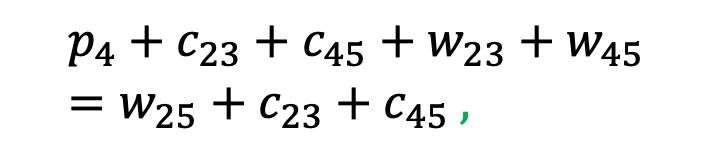 𝑝₄ + 𝑐₂₃ + 𝑐₄₅ + 𝑤₂₃ + 𝑤₄₅
= 𝑤₂₅ + 𝑐₂₃ + 𝑐₄₅ ,